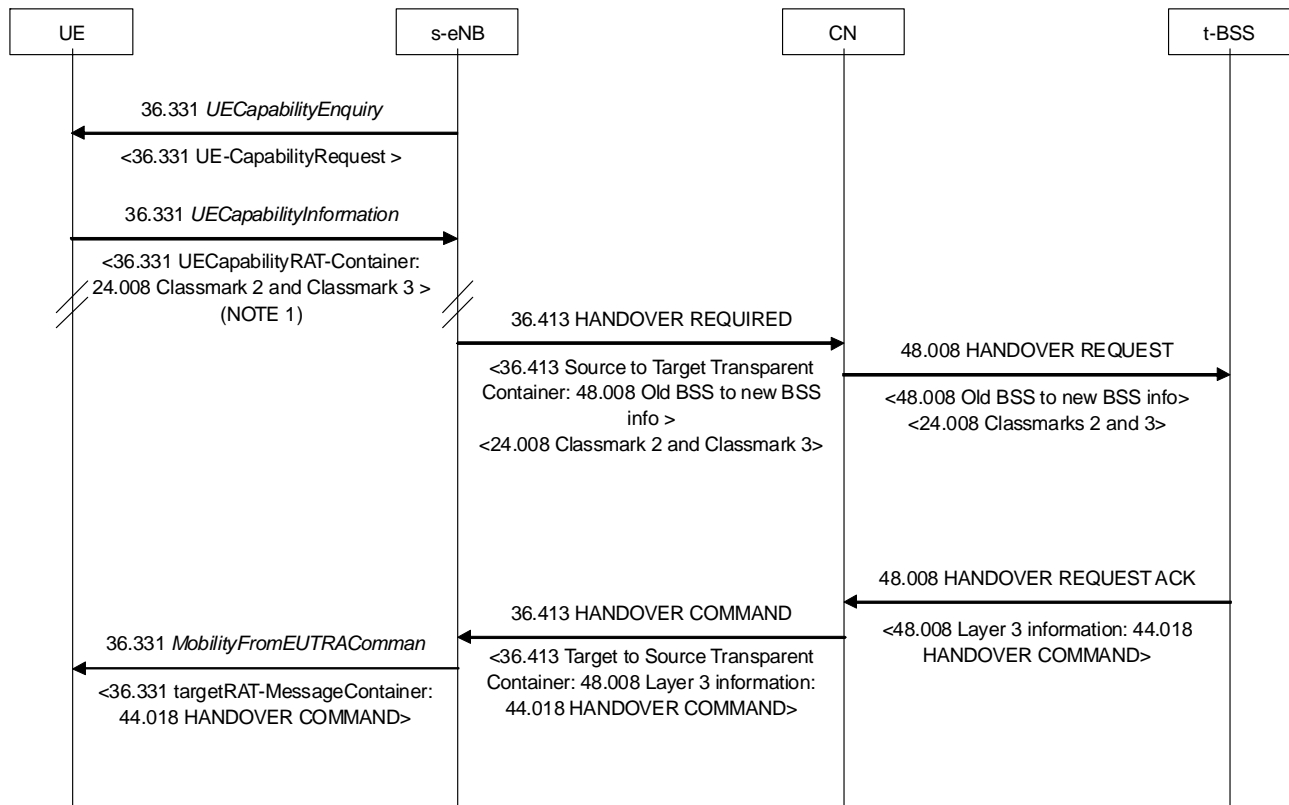 UE
s-eNB
CN
t-BSS
36.331 UECapabilityEnquiry
<36.331 UE-CapabilityRequest >
36.331 UECapabilityInformation
<36.331 UECapabilityRAT-Container:
24.008 Classmark 2 and Classmark 3 >
(NOTE 1)
36.413 HANDOVER REQUIRED
<36.413 Source to Target Transparent
Container: 48.008 Old BSS to new BSS
info >
<24.008 Classmark 2 and Classmark 3>
48.008 HANDOVER REQUEST
<48.008 Old BSS to new BSS info>
<24.008 Classmarks 2 and 3>
48.008 HANDOVER REQUEST ACK
<48.008 Layer 3 information: 44.018
HANDOVER COMMAND>
36.413 HANDOVER COMMAND
<36.413 Target to Source Transparent
Container: 48.008 Layer 3 information:
44.018 HANDOVER COMMAND>
36.331 MobilityFromEUTRAComman
<36.331 targetRAT-MessageContainer:
44.018 HANDOVER COMMAND>